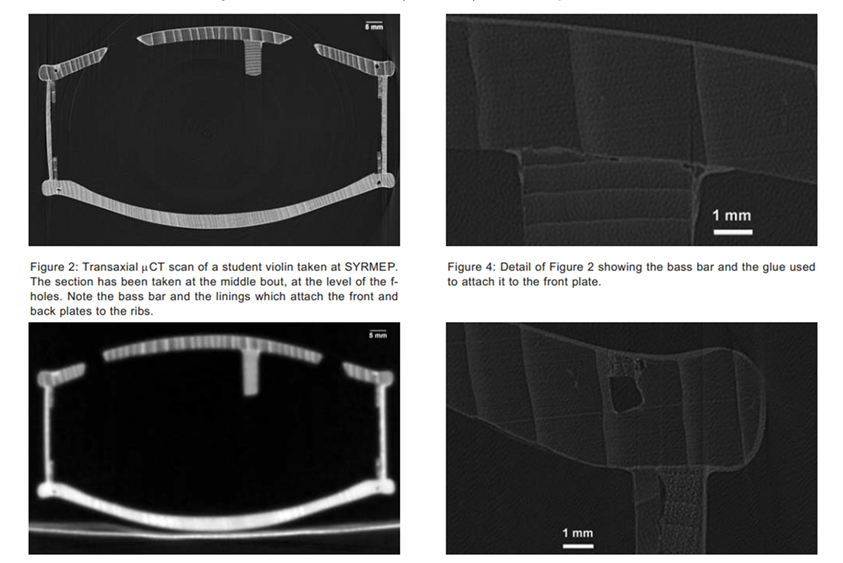 5 mm
1 mm
Figure 2: Transaxial μCT scan of a student violin taken at SYRMEP.
The section has been taken at the middle bout, at the level of the f-
holes. Note the bass bar and the linings which attach the front and
back plates to the ribs.
Figure 4: Detail of Figure 2 showing the bass bar and the glue used
to attach it to the front plate.
5 mm
1 mm